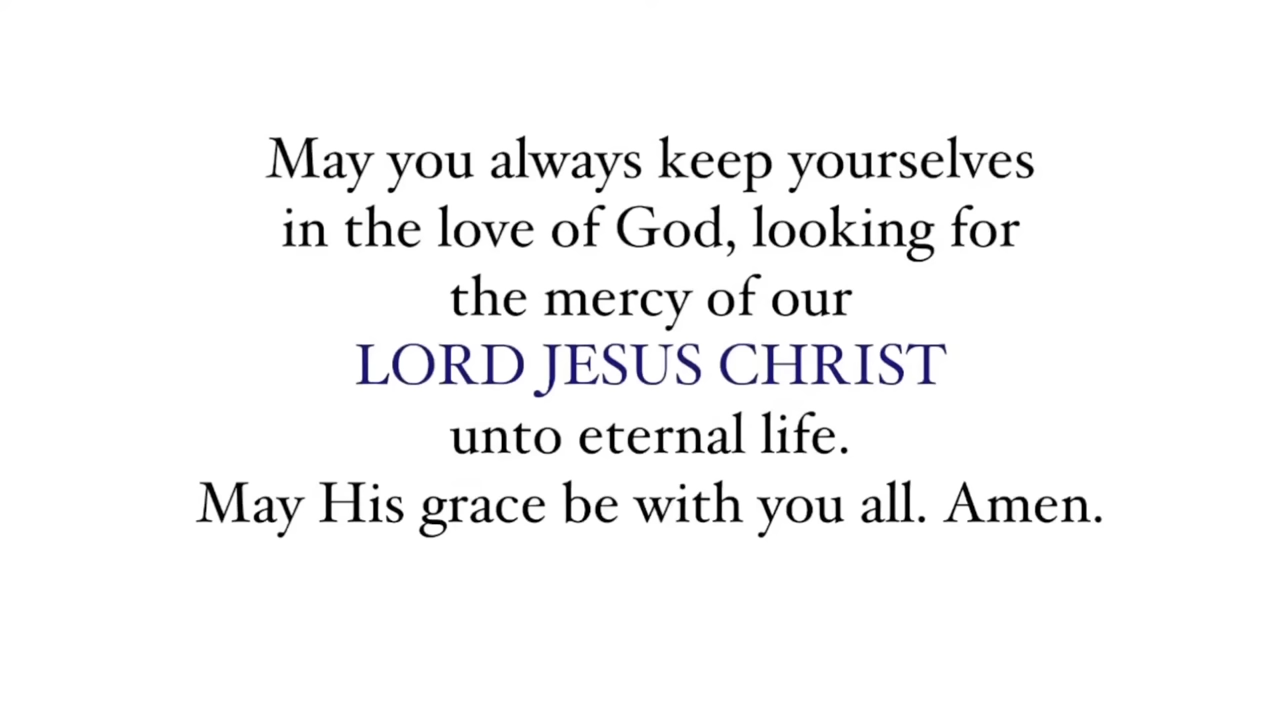 May you always keep yourselves
in the love of God, looking for
the mercy of our
LORD JESUS CHRIST
unto eternal life.
May His grace be with you all. Amen.